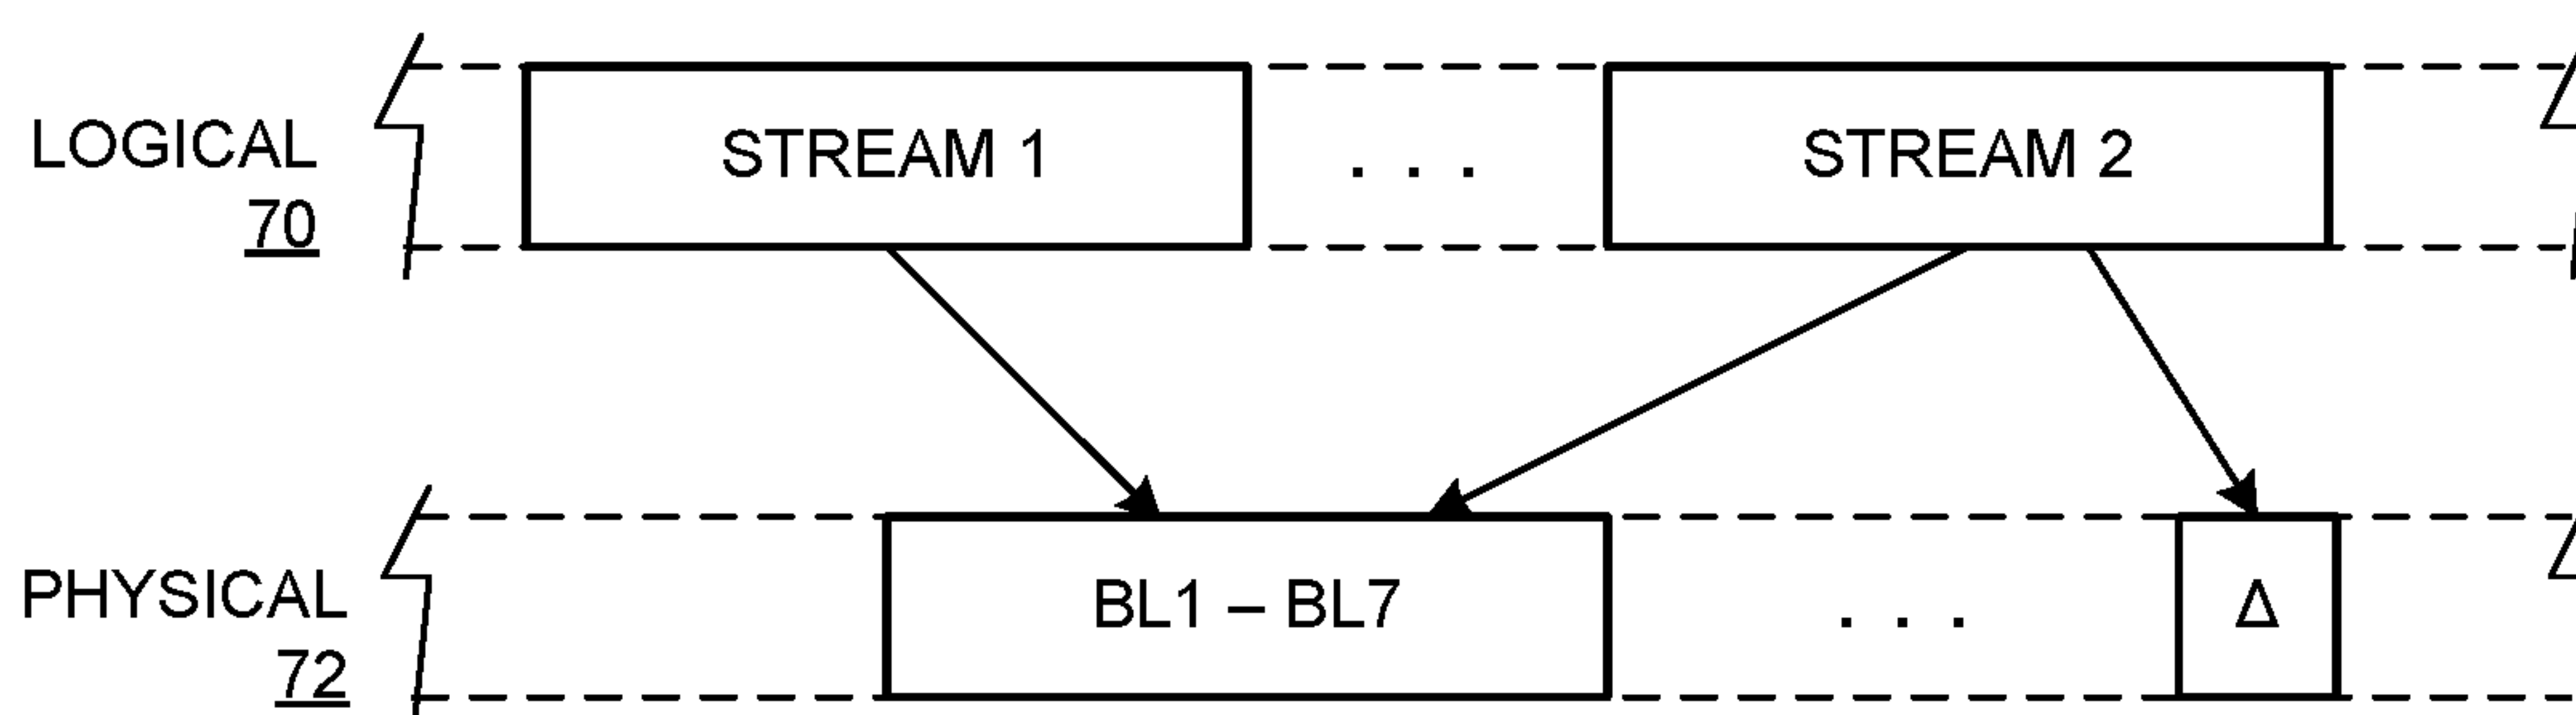 LOGICAL
70
STREAM 1
. . .
STREAM 2
PHYSICAL
72
BL1 – BL7
. . .
Δ